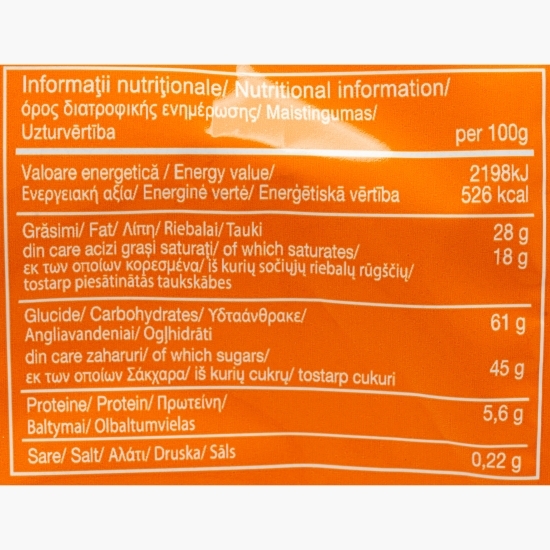 Informaţii nutriţionale/ Nutritional information/
όρος διατροφικής ενημέρωσης/ Maistingumas/
Uzturvērtība
per 100g
Valoare energetică / Energy value/ 2198kJ
Ενεργειακή αξία/ Energinė vertė/ Enerģētiskā vērtība 526 kcal
Grăsimi/ Fat/ Λίπη/ Riebalai/ Tauki 28 g
din care acizi graşi saturaţi/ of which saturates/ 18 g
εκ των οποίων κορεσμένα/ iš kurių sočiųjų riebalų rūgščių/
tostarp piesātinātās taukskābes
Glucide/ Carbohydrates/ Υδταάνθρακε/ 61 g
Angliavandeniai/ Ogļhidrāti
din care zaharuri/ of which sugars/
εκ των οποίων Σάκχαρα/ iš kurių cukrų/ tostarp cukuri 45 g
Proteine/ Protein/ Πρωτεΐνη/ 5,6 g
Baltymai/ Olbaltumvielas
Sare/ Salt/ Αλάτι/ Druska/ Sāls 0,22 g